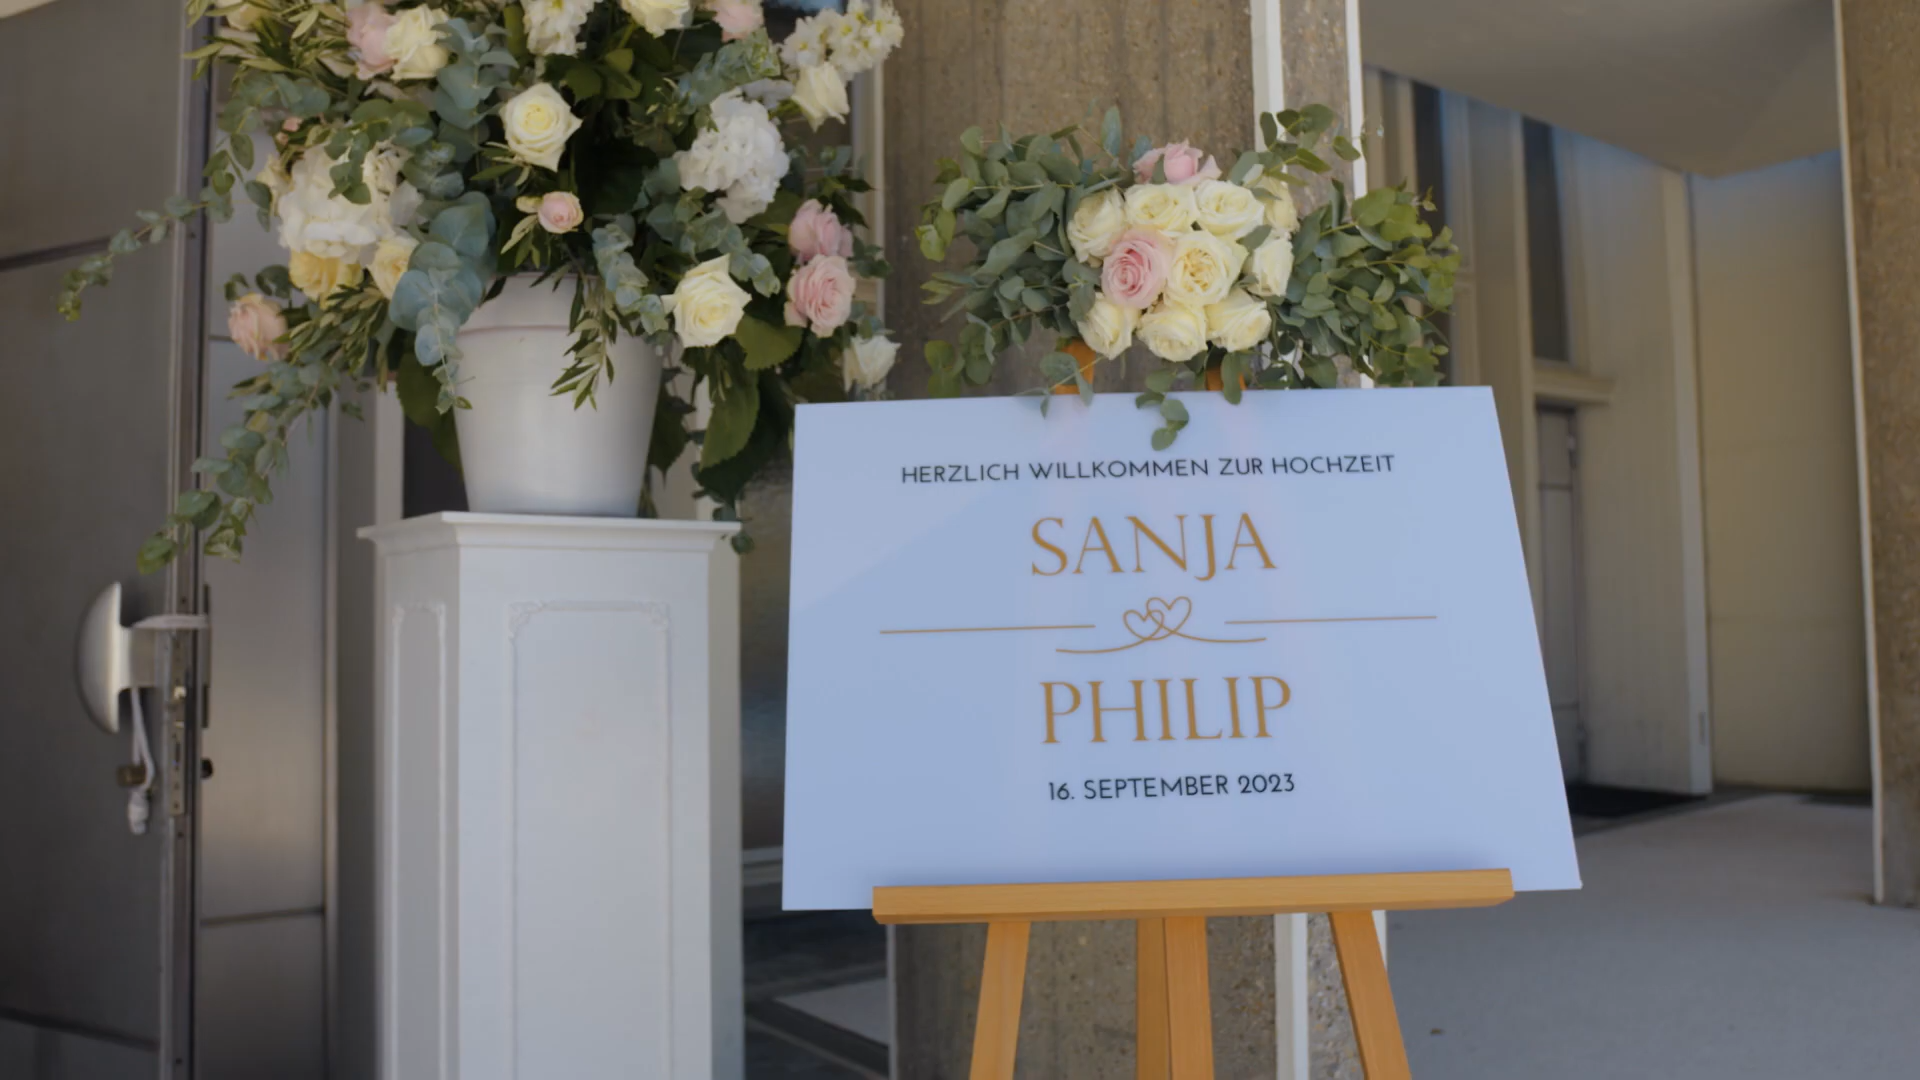 HERZLICH WILLKOMMEN ZUR HOCHZEIT
SANJA
PHILIP
16. SEPTEMBER 2023